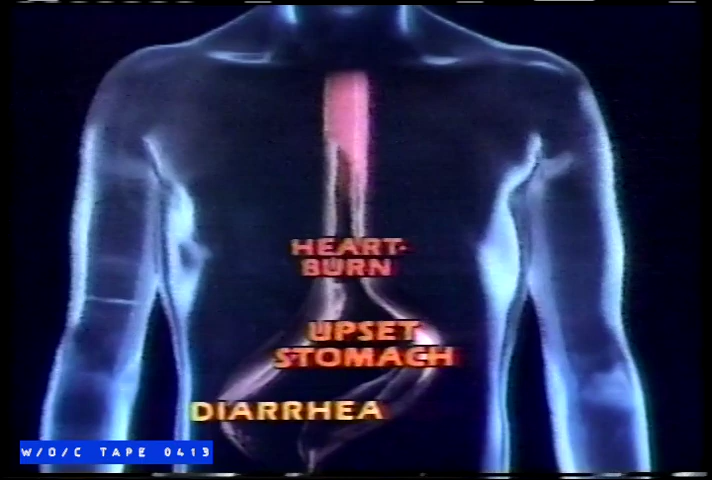 HEART-
BURN
UPSET
STOMACH
DIARRHEA
W/O/C TAPE 0413